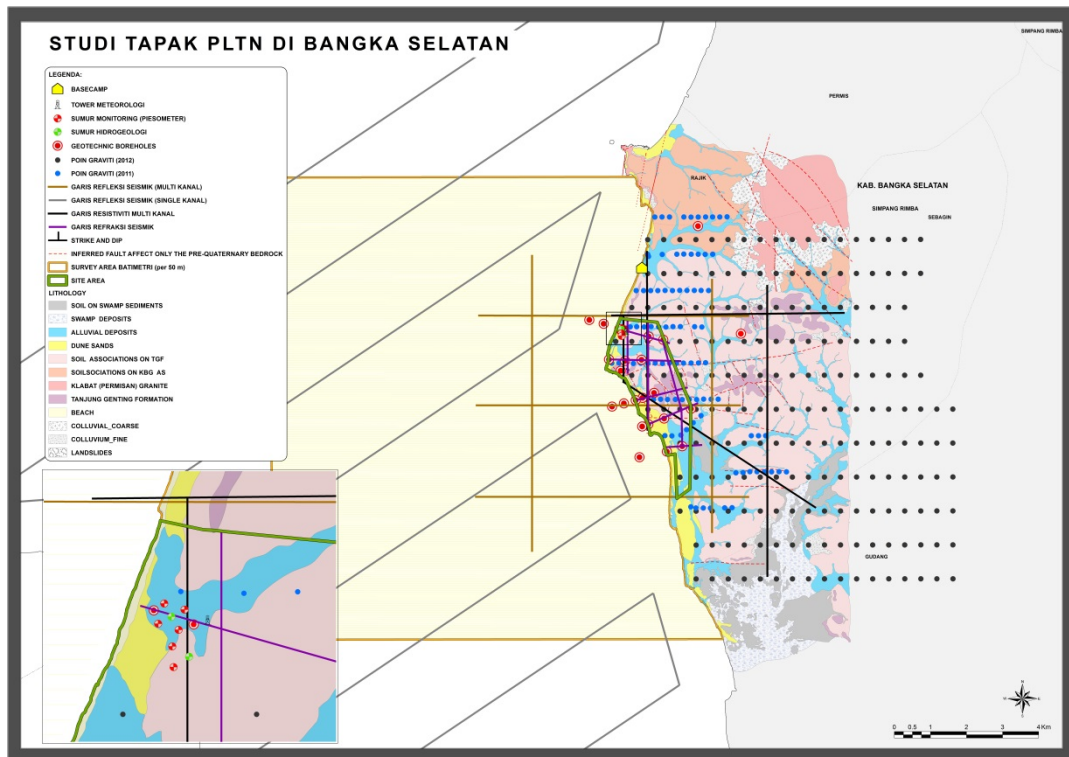 STUDI TAPAK PLTN DI BANGKA SELATAN
LEGENDA:
BASECAMP
TOWER METEOROLOGI
SUMUR MONITORING (PIESOMETER)
SUMUR HIDROGEOLOGI
GEOTECHNIC BOREHOLES
POIN GRAVITI (2012)
POIN GRAVITI (2011)
GARIS REFLEKSI SEISMIK (MULTI KANAL)
GARIS REFLEKSI SEISMIK (SINGLE KANAL)
GARIS RESISTIVITI MULTI KANAL
GARIS REFRAKSI SEISMIK
STRIKE AND DIP
INFERRED FAULT AFFECT ONLY THE PRE-QUATERNARY BEDROCK
SURVEY AREA BATIMETRI (per 50 m)
SITE AREA
LITHOLOGY
SOIL ON SWAMP SEDIMENTS
SWAMP DEPOSITS
ALLUVIAL DEPOSITS
DUNE SANDS
SOIL ASSOCIATIONS ON TGF
SOILSOCIATIONS ON KBG AS
KLABAT (PERMISAN) GRANITE
TANJUNG GENTING FORMATION
BEACH
COLLUVIAL_COARSE
COLLUVIUM_FINE
LANDSLIDES
SIMPANG RIMBA
PERMIS
RAJIK
KAB. BANGKA SELATAN
SIMPANG RIMBA
SEBAGIN
GUDANG
N
W E
S
0 0.5 1 2 3 4 Km